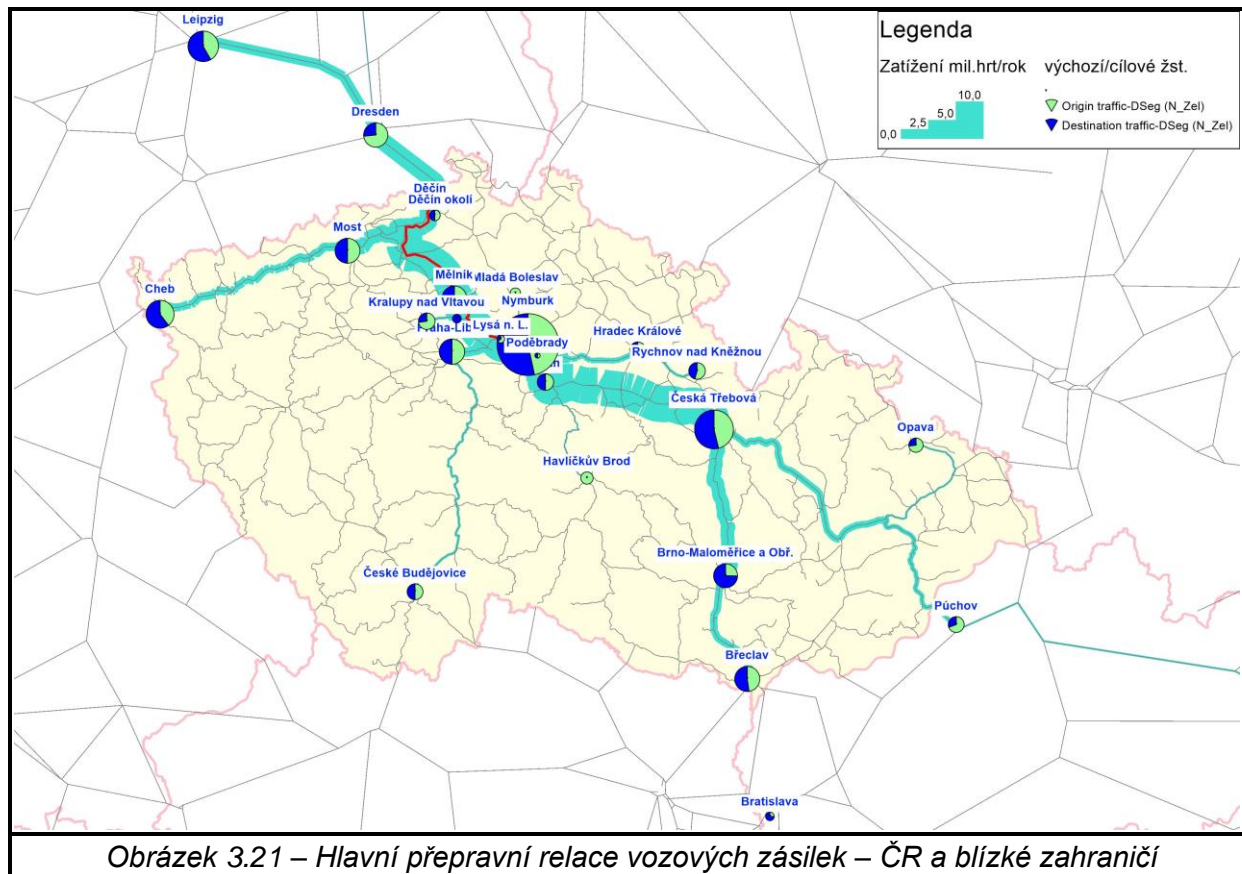 Leipzig
Legenda
Zatížení mil.hrt/rok
výchozí/cílové žst.
10,0
5,0
2,5
0,0
Origin traffic-DSeg (N_Zel)
Destination traffic-DSeg (N_Zel)
Dresden
Děčín
Děčín okolí
Most
Cheb
Mělník
Mladá Boleslav
Kralupy nad Vltavou
Nymburk
Lysá n. L.
Hradec Králové
Poděbrady
Rychnov nad Kněžnou
Česká Třebová
Opava
Havlíčkův Brod
Brno-Maloměřice a Obř.
České Budějovice
Púchov
Břeclav
Bratislava
Obrázek 3.21 – Hlavní přepravní relace vozových zásilek – ČR a blízké zahraničí